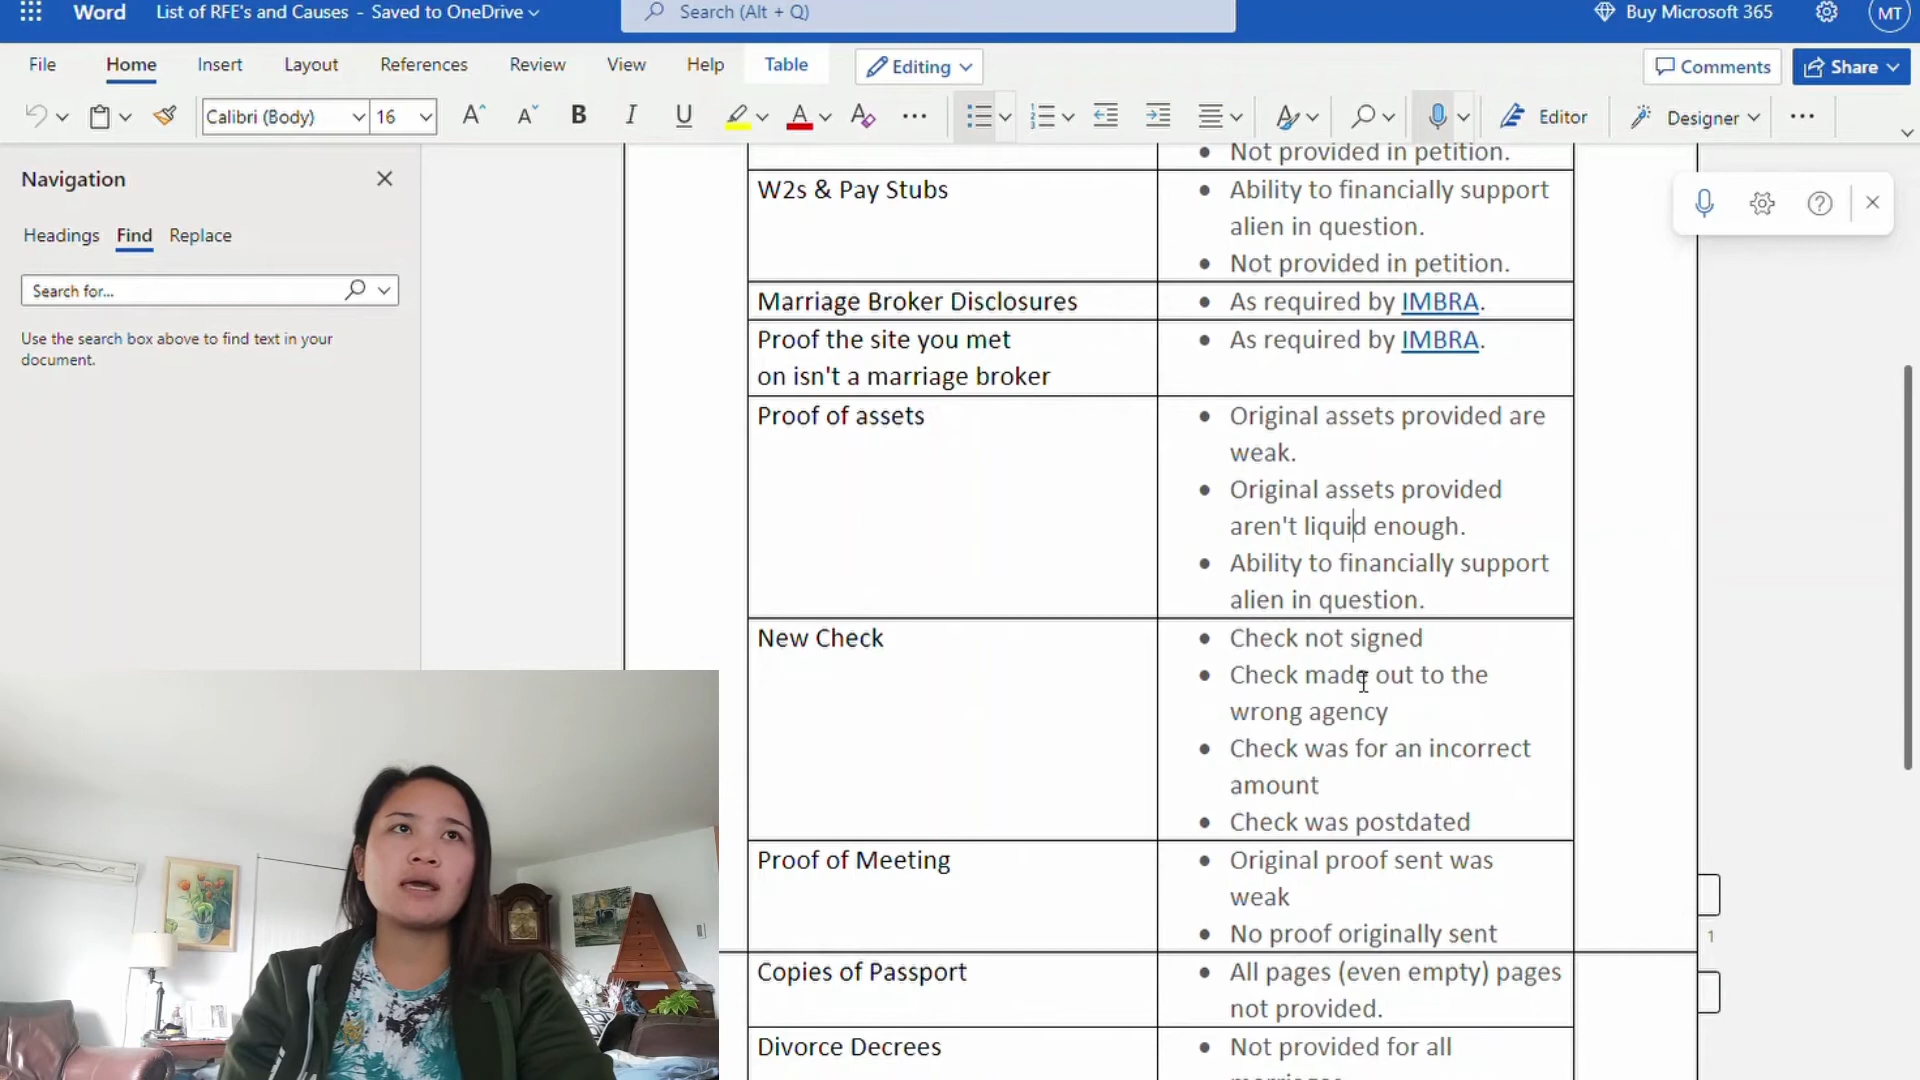 Word List of RFE's and Causes - Saved to OneDrive Search (Alt + Q) Buy Microsoft 365 MT
File Home Insert Layout References Review View Help Table Editing Comments Share
Calibri (Body) 16 A A B I U A A Editor Designer
Navigation
Headings Find Replace
Search for...
Use the search box above to find text in your
document.
Not provided in petition.
W2s & Pay Stubs
Ability to financially support
alien in question.
Not provided in petition.
Marriage Broker Disclosures
As required by IMBRA.
Proof the site you met
on isn't a marriage broker
As required by IMBRA.
Proof of assets
Original assets provided are
weak.
Original assets provided
aren't liquid enough.
Ability to financially support
alien in question.
New Check
Check not signed
Check made out to the
wrong agency
Check was for an incorrect
amount
Check was postdated
Proof of Meeting
Original proof sent was
weak
No proof originally sent
1
Copies of Passport
All pages (even empty) pages
not provided.
Divorce Decrees
Not provided for all